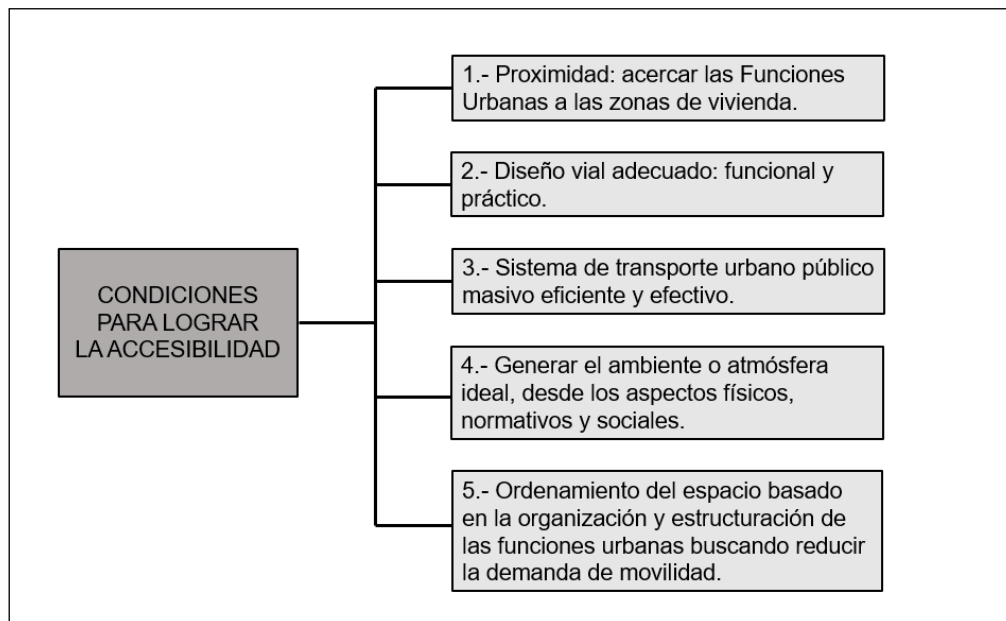 CONDICIONES
PARA LOGRAR
LA ACCESIBILIDAD
1.- Proximidad: acercar las Funciones
Urbanas a las zonas de vivienda.
2.- Diseño vial adecuado: funcional y
práctico.
3.- Sistema de transporte urbano público
masivo eficiente y efectivo.
4.- Generar el ambiente o atmósfera
ideal, desde los aspectos físicos,
normativos y sociales.
5.- Ordenamiento del espacio basado
en la organización y estructuración de
las funciones urbanas buscando reducir
la demanda de movilidad.